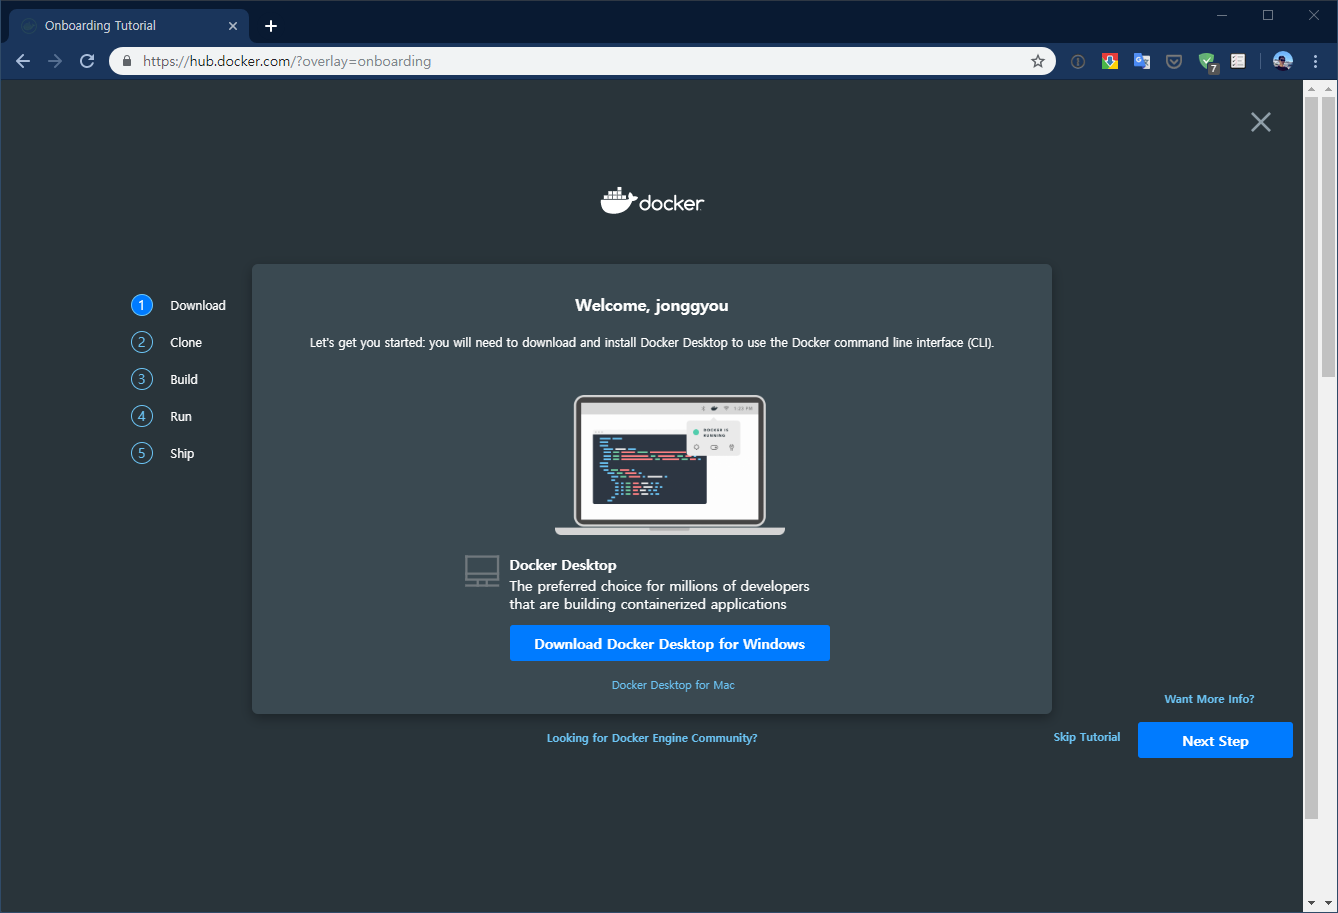 Onboarding Tutorial
https://hub.docker.com/?overlay=onboarding
7
docker
1 Download
2 Clone
3 Build
4 Run
5 Ship
Welcome, jonggyou
Let's get you started: you will need to download and install Docker Desktop to use the Docker command line interface (CLI).
1:22 PM
DOCKER IS
RUNNING
Docker Desktop
The preferred choice for millions of developers
that are building containerized applications
Download Docker Desktop for Windows
Docker Desktop for Mac
Want More Info?
Looking for Docker Engine Community?
Skip Tutorial
Next Step